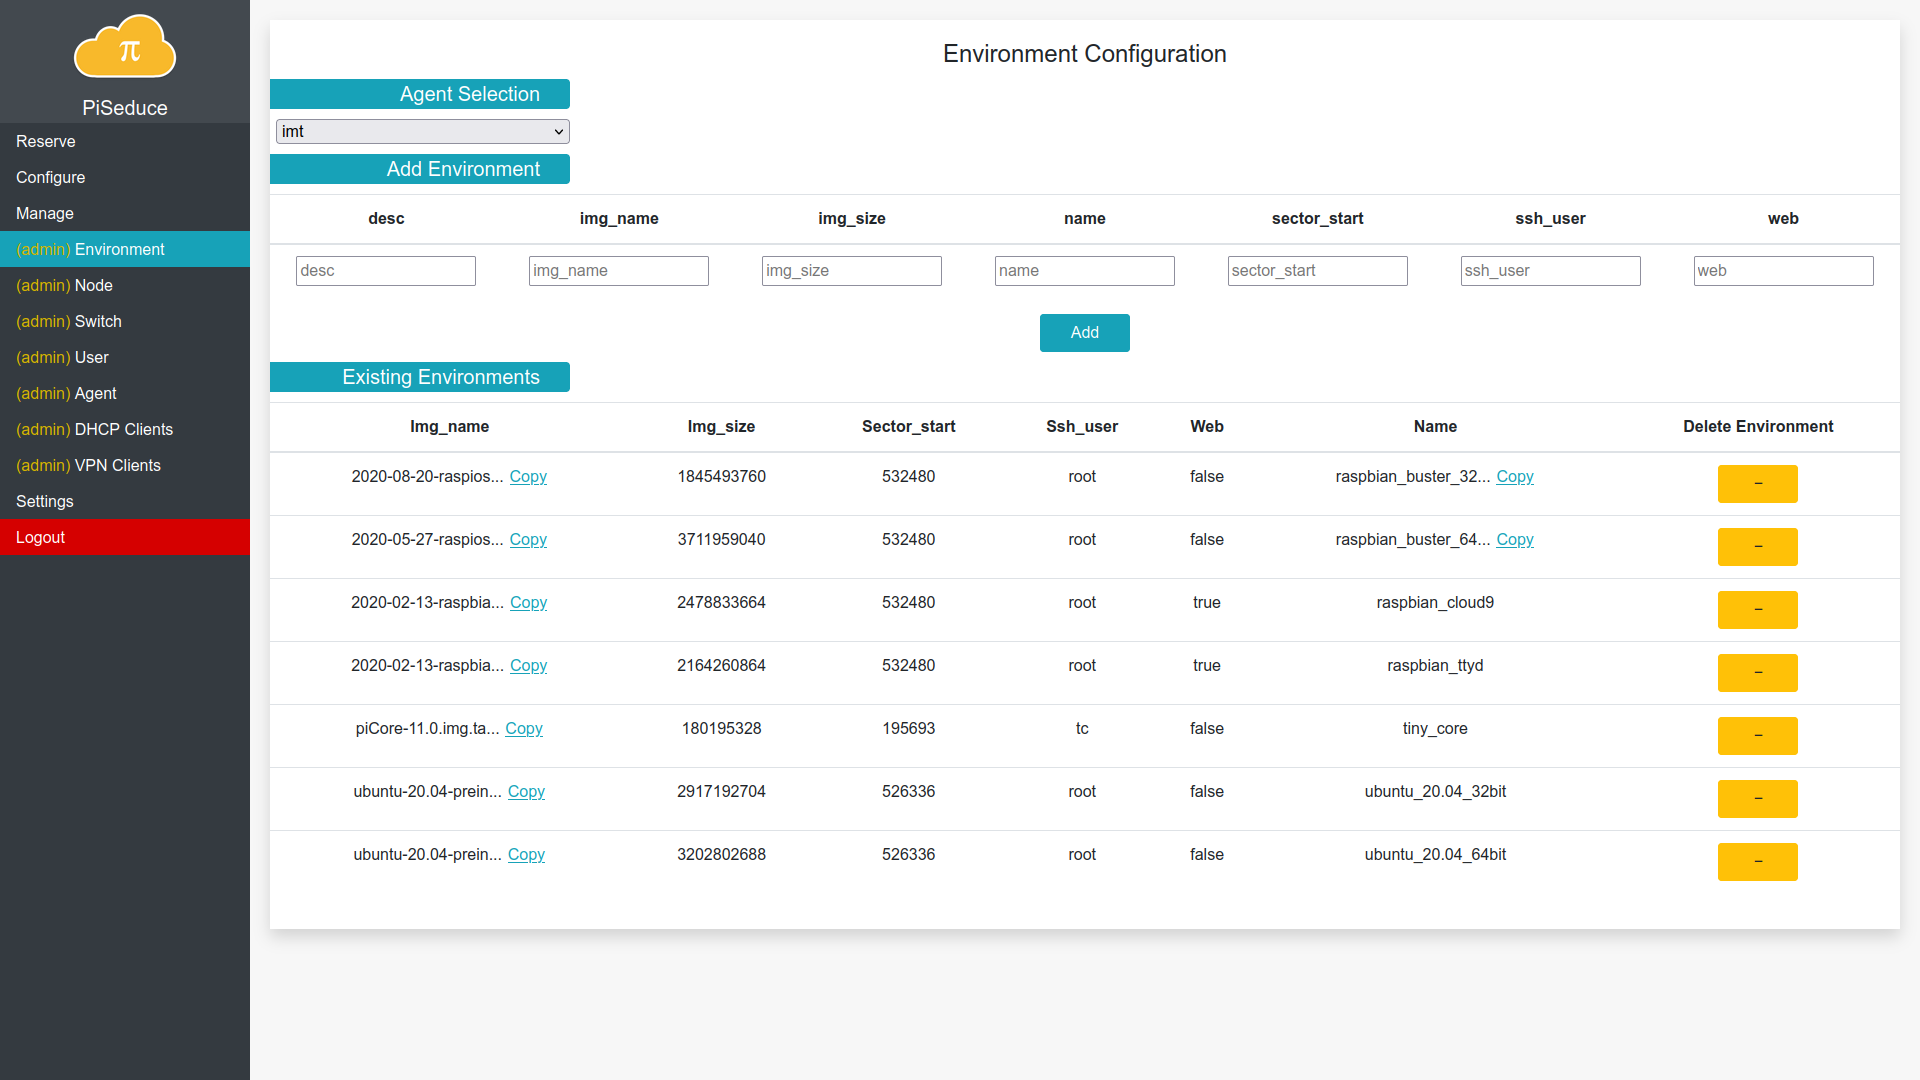 π
PiSeduce
Reserve
Configure
Manage
(admin) Environment
(admin) Node
(admin) Switch
(admin) User
(admin) Agent
(admin) DHCP Clients
(admin) VPN Clients
Settings
Logout
Environment Configuration
Agent Selection
imt
Add Environment
desc img_name img_size name sector_start ssh_user web
desc img_name img_size name sector_start ssh_user web
Add
Existing Environments
Img_name Img_size Sector_start Ssh_user Web Name Delete Environment
2020-08-20-raspios... Copy 1845493760 532480 root false raspbian_buster_32... Copy −
2020-05-27-raspios... Copy 3711959040 532480 root false raspbian_buster_64... Copy −
2020-02-13-raspbia... Copy 2478833664 532480 root true raspbian_cloud9 −
2020-02-13-raspbia... Copy 2164260864 532480 root true raspbian_ttyd −
piCore-11.0.img.ta... Copy 180195328 195693 tc false tiny_core −
ubuntu-20.04-prein... Copy 2917192704 526336 root false ubuntu_20.04_32bit −
ubuntu-20.04-prein... Copy 3202802688 526336 root false ubuntu_20.04_64bit −